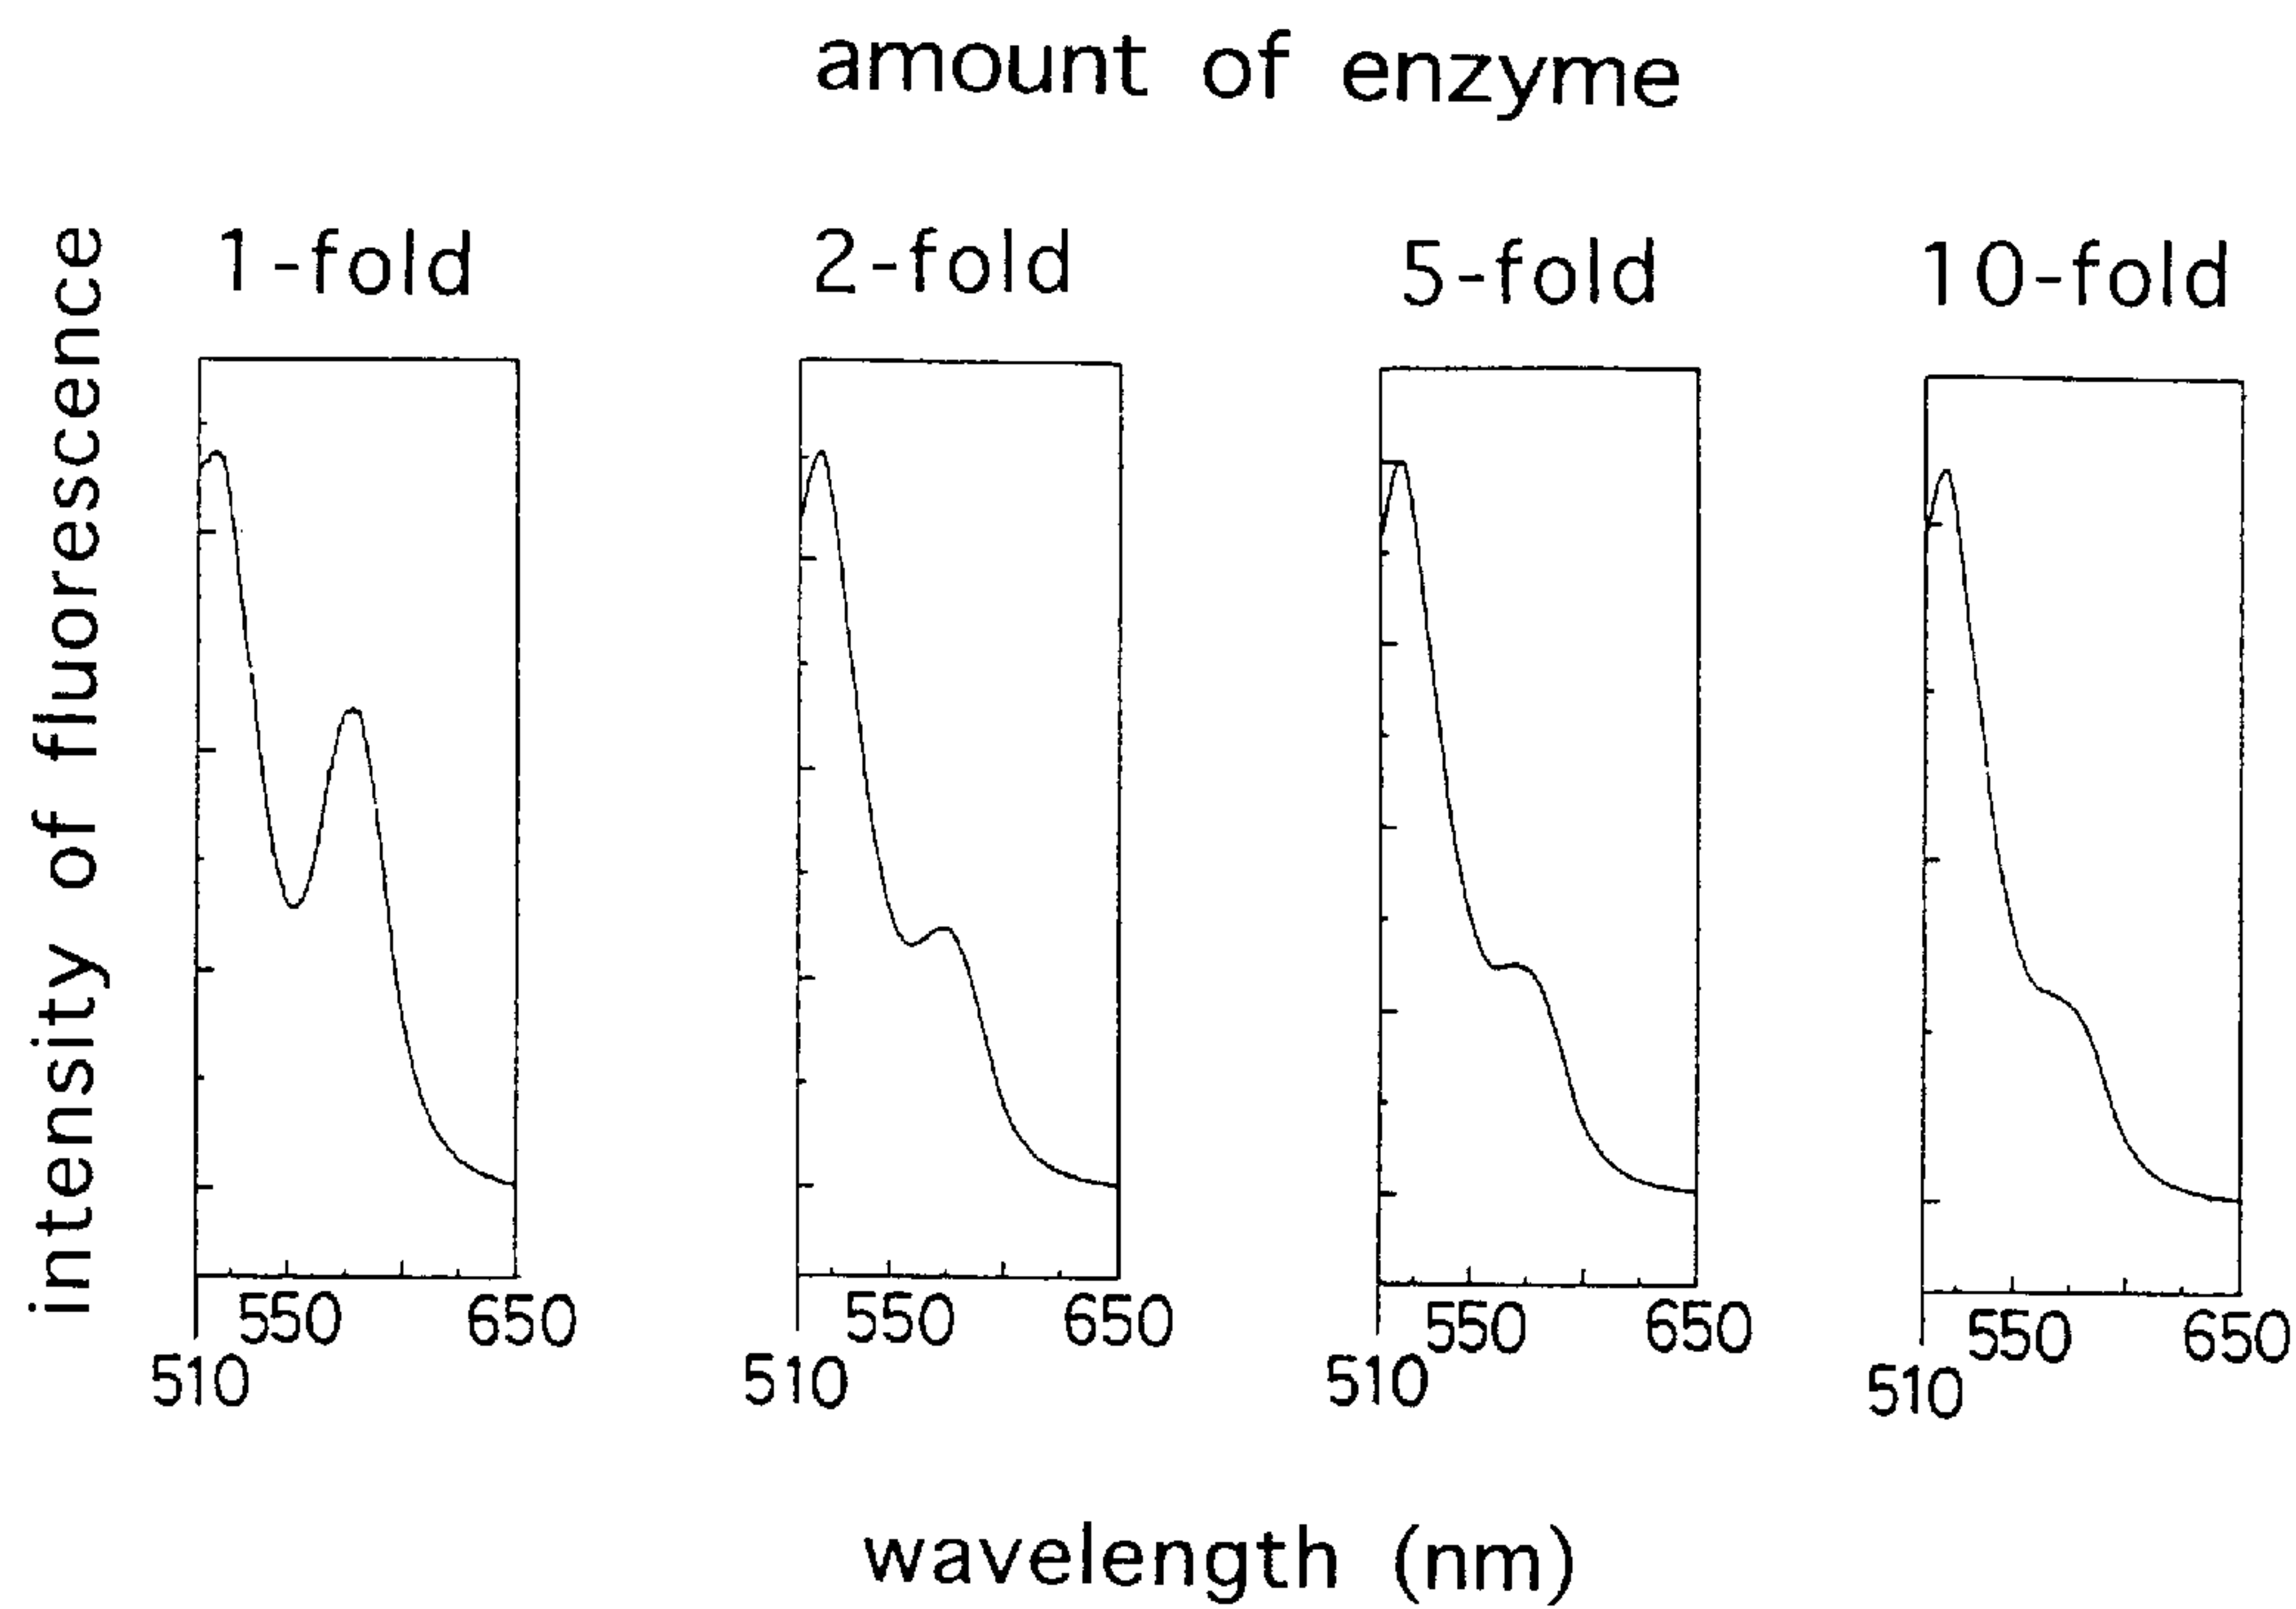 amount of enzyme
1-fold 2-fold 5-fold 10-fold
intensity of fluorescence
550 650 550 650 550 650 550 650
510 510 510 510
wavelength (nm)